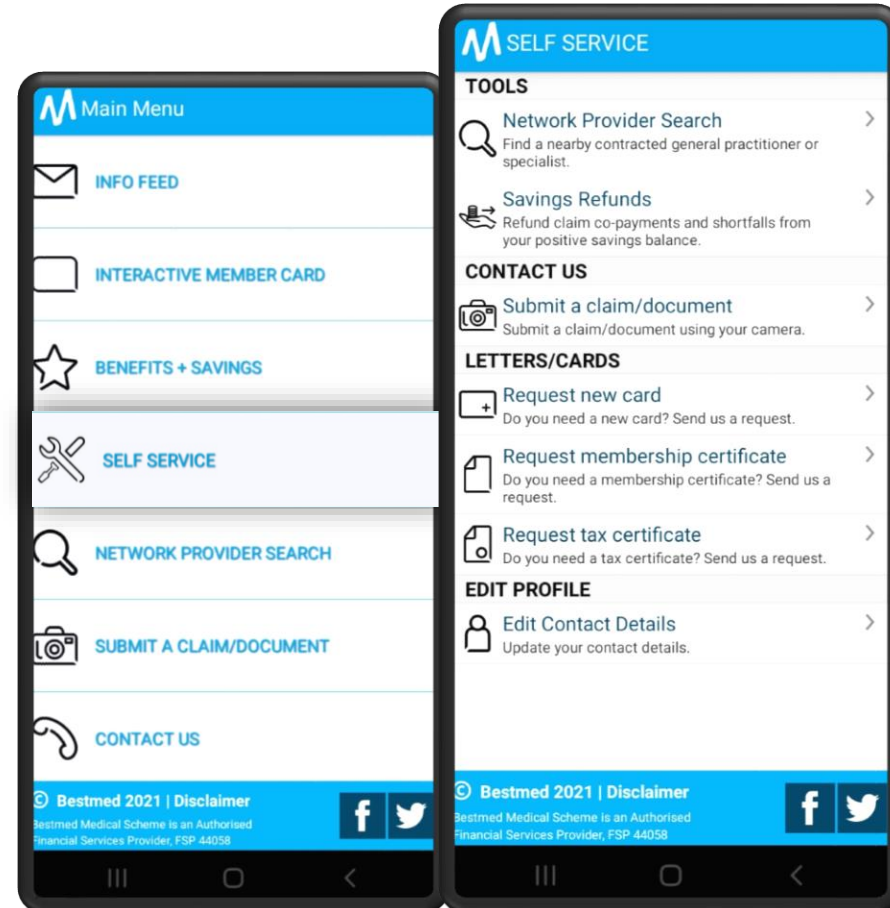 Main Menu
INFO FEED
INTERACTIVE MEMBER CARD
BENEFITS + SAVINGS
SELF SERVICE
NETWORK PROVIDER SEARCH
SUBMIT A CLAIM/DOCUMENT
CONTACT US
© Bestmed 2021 | Disclaimer
Bestmed Medical Scheme is an Authorised
Financial Services Provider, FSP 44058
SELF SERVICE
TOOLS
Network Provider Search
Find a nearby contracted general practitioner or
specialist.
Savings Refunds
Refund claim co-payments and shortfalls from
your positive savings balance.
CONTACT US
Submit a claim/document
Submit a claim/document using your camera.
LETTERS/CARDS
Request new card
Do you need a new card? Send us a request.
Request membership certificate
Do you need a membership certificate? Send us a
request.
Request tax certificate
Do you need a tax certificate? Send us a request.
EDIT PROFILE
Edit Contact Details
Update your contact details.
© Bestmed 2021 | Disclaimer
Bestmed Medical Scheme is an Authorised
Financial Services Provider, FSP 44058